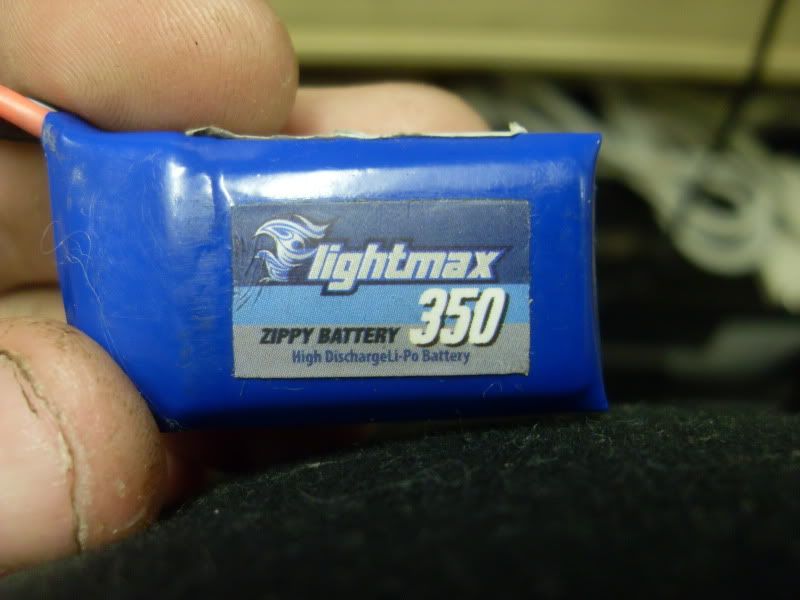 lightmax
350
ZIPPY BATTERY
High DischargeLi-Po Battery